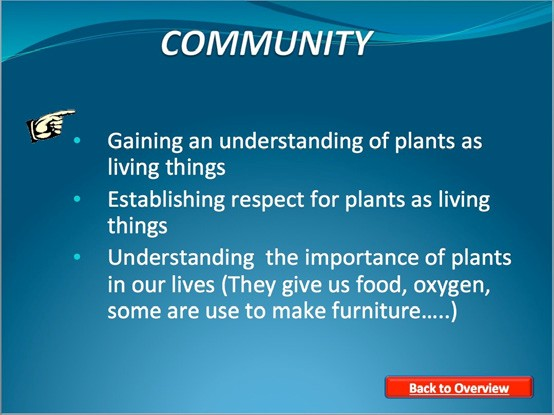 COMMUNITY
• Gaining an understanding of plants as
living things
• Establishing respect for plants as living
things
• Understanding  the importance of plants
in our lives (They give us food, oxygen,
some are use to make furniture…..)
Back to Overview